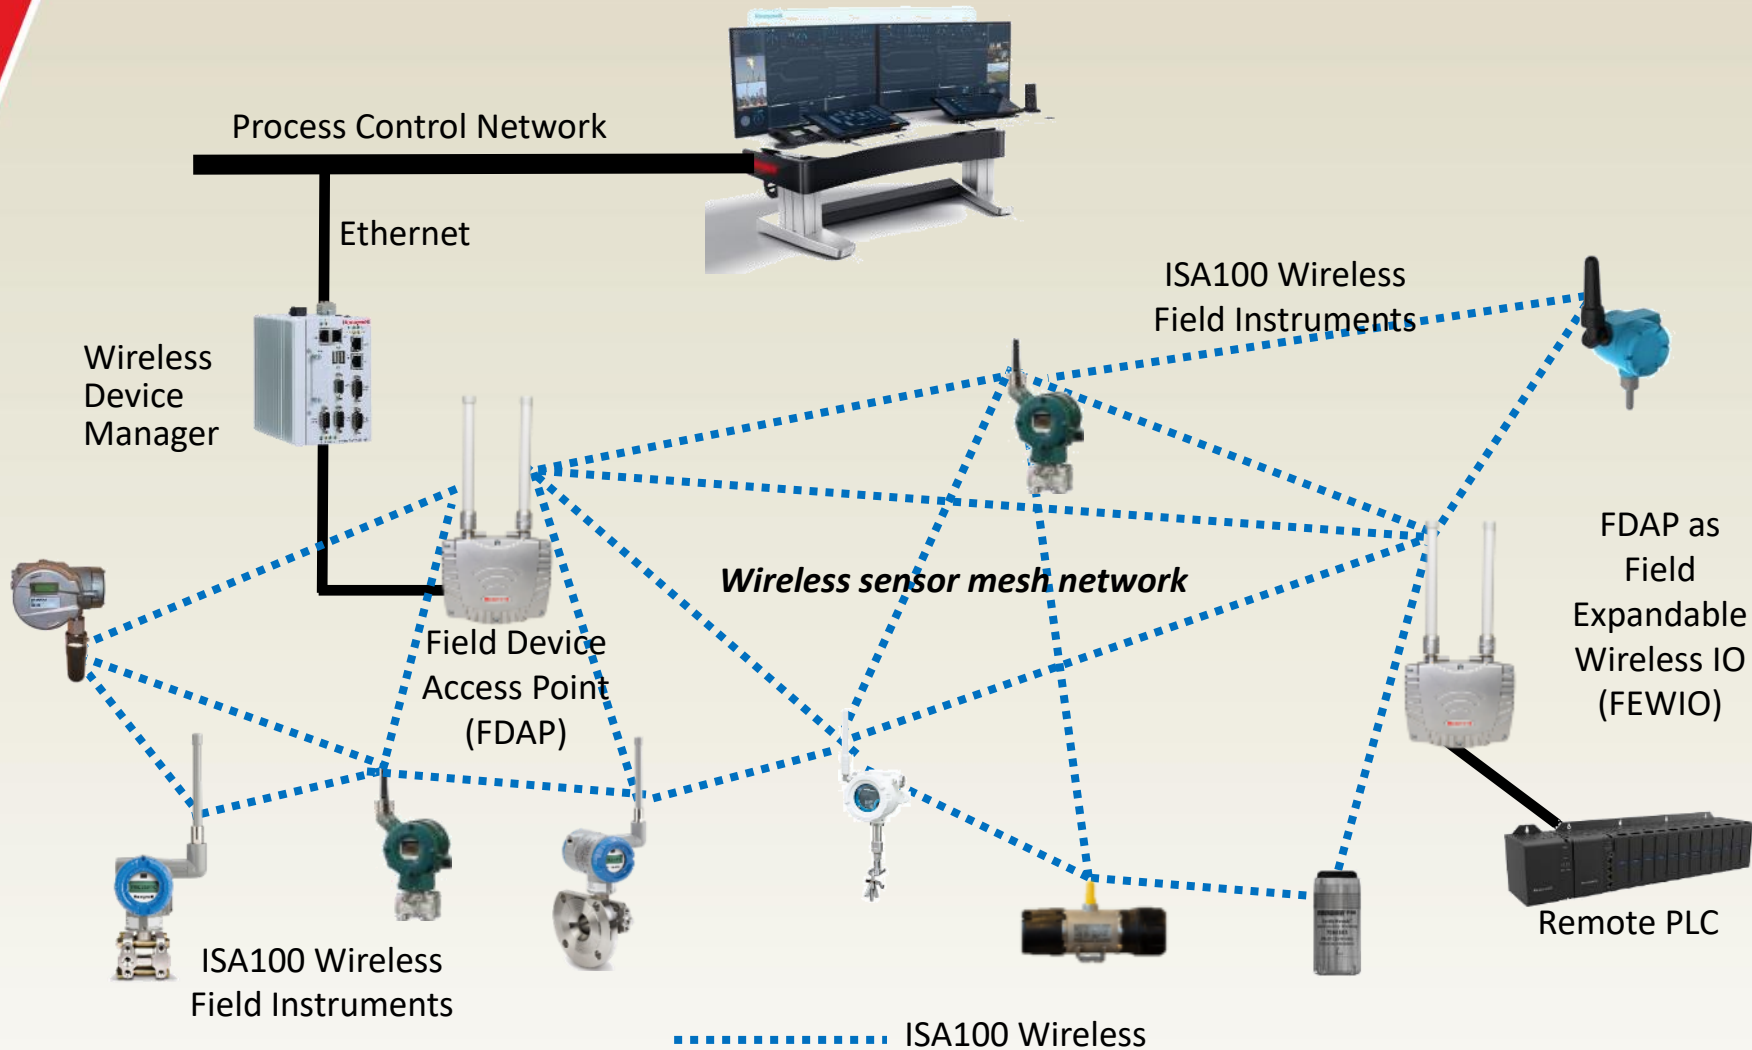 Process Control Network
Ethernet
ISA100 Wireless
Field Instruments
Wireless
Device
Manager
FDAP as
Field
Expandable
Wireless IO
(FEWIO)
Wireless sensor mesh network
Field Device
Access Point
(FDAP)
Remote PLC
ISA100 Wireless
Field Instruments
ISA100 Wireless